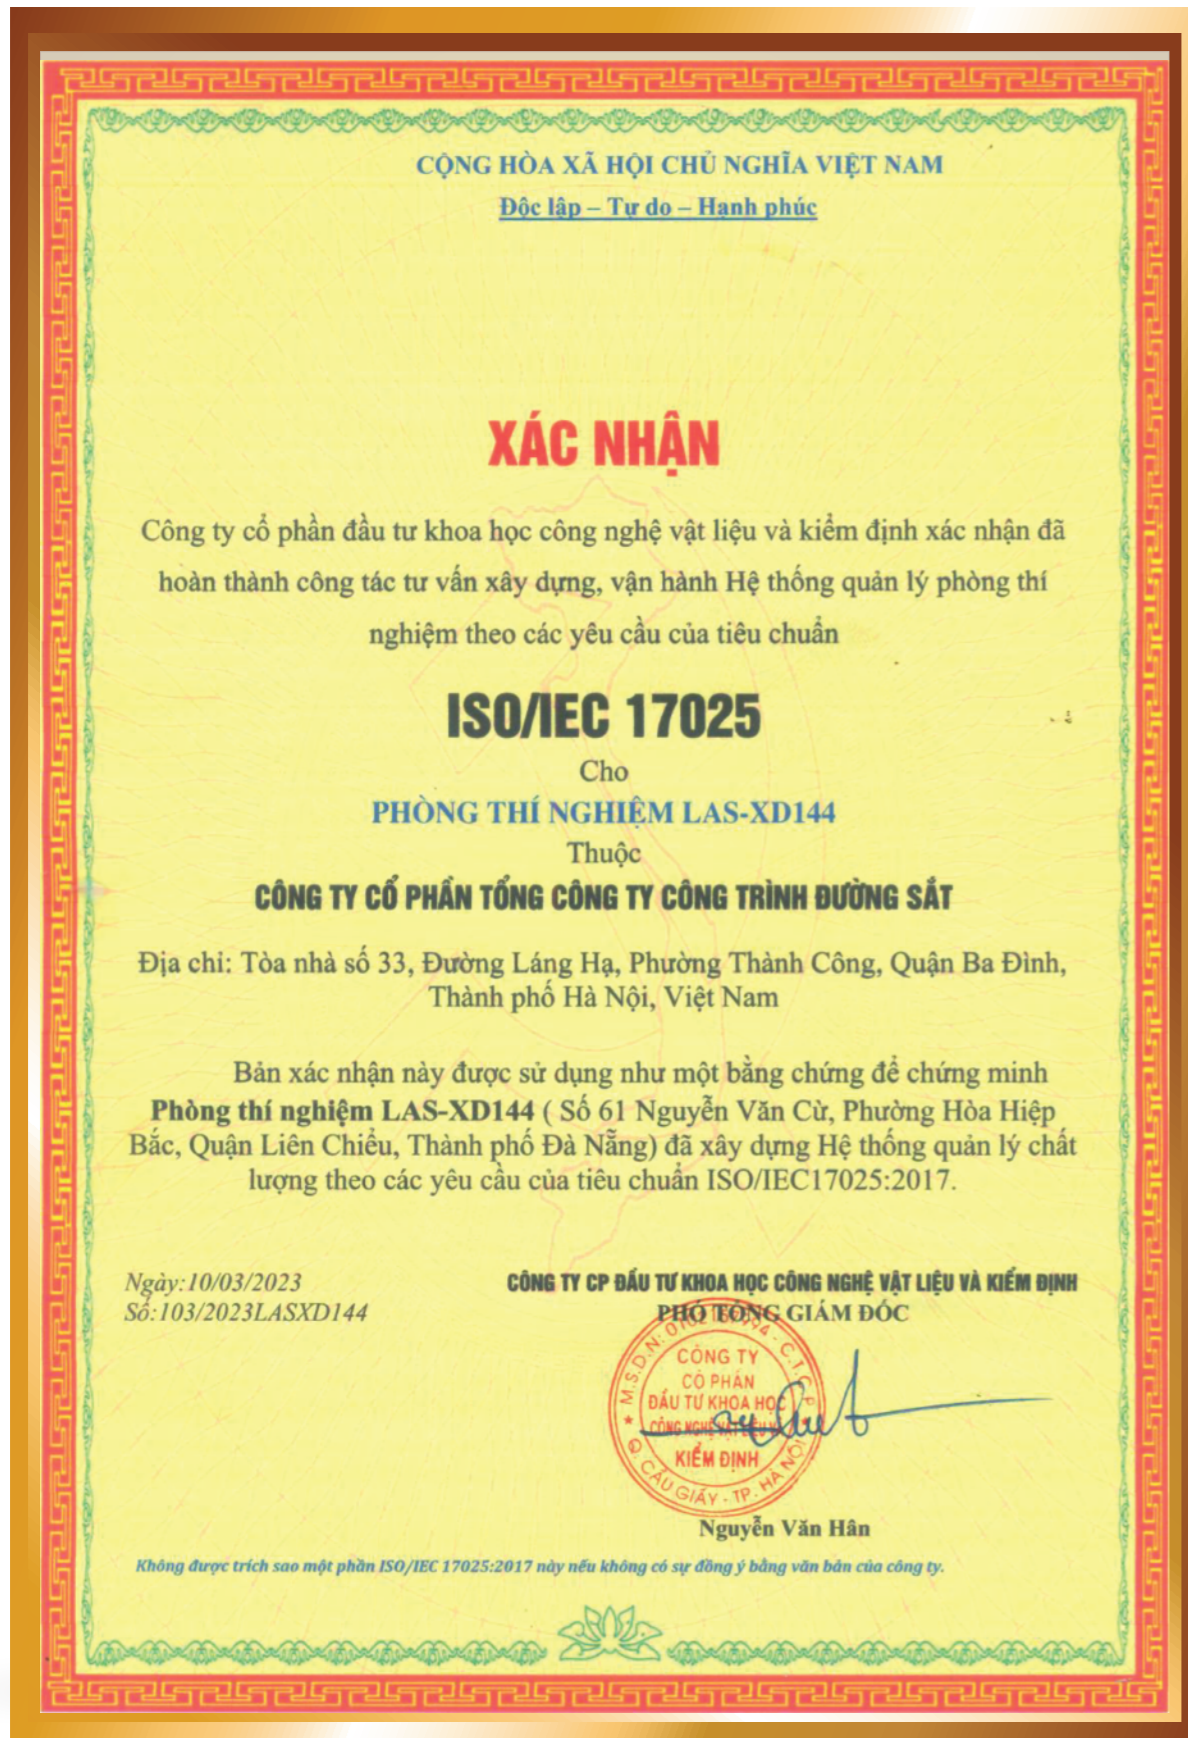 CỘNG HÒA XÃ HỘI CHỦ NGHĨA VIỆT NAM
Độc lập – Tự do – Hạnh phúc
XÁC NHẬN
Công ty cổ phần đầu tư khoa học công nghệ vật liệu và kiểm định xác nhận đã
hoàn thành công tác tư vấn xây dựng, vận hành Hệ thống quản lý phòng thí
nghiệm theo các yêu cầu của tiêu chuẩn
ISO/IEC 17025
Cho
PHÒNG THÍ NGHIỆM LAS-XD144
Thuộc
CÔNG TY CỔ PHẦN TỔNG CÔNG TY CÔNG TRÌNH ĐƯỜNG SẮT
Địa chỉ: Tòa nhà số 33, Đường Láng Hạ, Phường Thành Công, Quận Ba Đình,
Thành phố Hà Nội, Việt Nam
Bản xác nhận này được sử dụng như một bằng chứng để chứng minh
Phòng thí nghiệm LAS-XD144 ( Số 61 Nguyễn Văn Cừ, Phường Hòa Hiệp
Bắc, Quận Liên Chiểu, Thành phố Đà Nẵng) đã xây dựng Hệ thống quản lý chất
lượng theo các yêu cầu của tiêu chuẩn ISO/IEC17025:2017.
Ngày:10/03/2023
Số:103/2023LASXD144
CÔNG TY CP ĐẦU TƯ KHOA HỌC CÔNG NGHỆ VẬT LIỆU VÀ KIỂM ĐỊNH
PHÓ TỔNG GIÁM ĐỐC
M.S.D.N: - C.T.C.P
CÔNG TY
CỔ PHẦN
ĐẦU TƯ KHOA HỌC
CÔNG NGHỆ VẬT LIỆU VÀ
KIỂM ĐỊNH
Q. CẦU GIẤY - TP. HÀ NỘI
Nguyễn Văn Hân
Không được trích sao một phần ISO/IEC 17025:2017 này nếu không có sự đồng ý bằng văn bản của công ty.